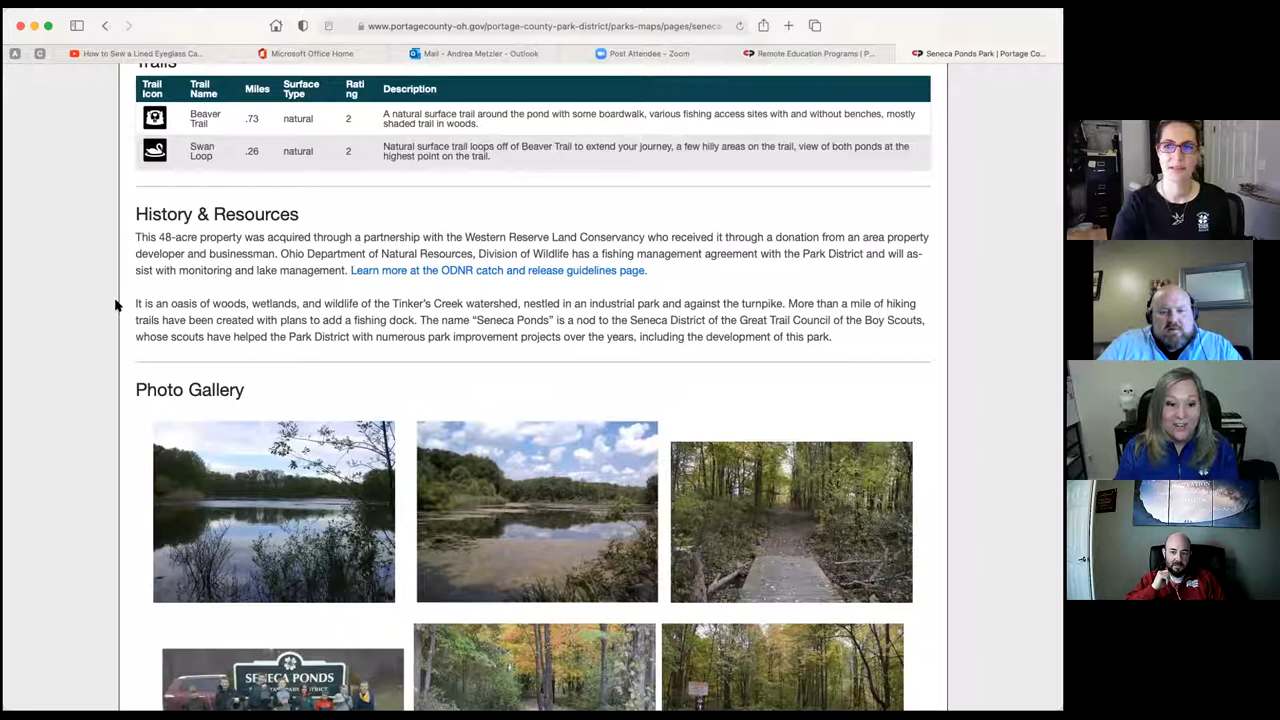 www.portagecounty-oh.gov/portage-county-park-district/parks-maps/pages/seneca
How to Sew a Lined Eyeglass Ca...
Microsoft Office Home
Mail - Andrea Metzler - Outlook
Post Attendee - Zoom
Remote Education Programs | P...
Seneca Ponds Park | Portage Co...
Trails
Trail Icon
Trail Name
Miles
Surface Type
Rati
ng
Description
Beaver Trail
.73
natural
2
A natural surface trail around the pond with some boardwalk, various fishing access sites with and without benches, mostly
shaded trail in woods.
Swan Loop
.26
natural
2
Natural surface trail loops off of Beaver Trail to extend your journey, a few hilly areas on the trail, view of both ponds at the
highest point on the trail.
History & Resources
This 48-acre property was acquired through a partnership with the Western Reserve Land Conservancy who received it through a donation from an area property
developer and businessman. Ohio Department of Natural Resources, Division of Wildlife has a fishing management agreement with the Park District and will as-
sist with monitoring and lake management. Learn more at the ODNR catch and release guidelines page.
It is an oasis of woods, wetlands, and wildlife of the Tinker's Creek watershed, nestled in an industrial park and against the turnpike. More than a mile of hiking
trails have been created with plans to add a fishing dock. The name “Seneca Ponds” is a nod to the Seneca District of the Great Trail Council of the Boy Scouts,
whose scouts have helped the Park District with numerous park improvement projects over the years, including the development of this park.
Photo Gallery
SENECA PONDS